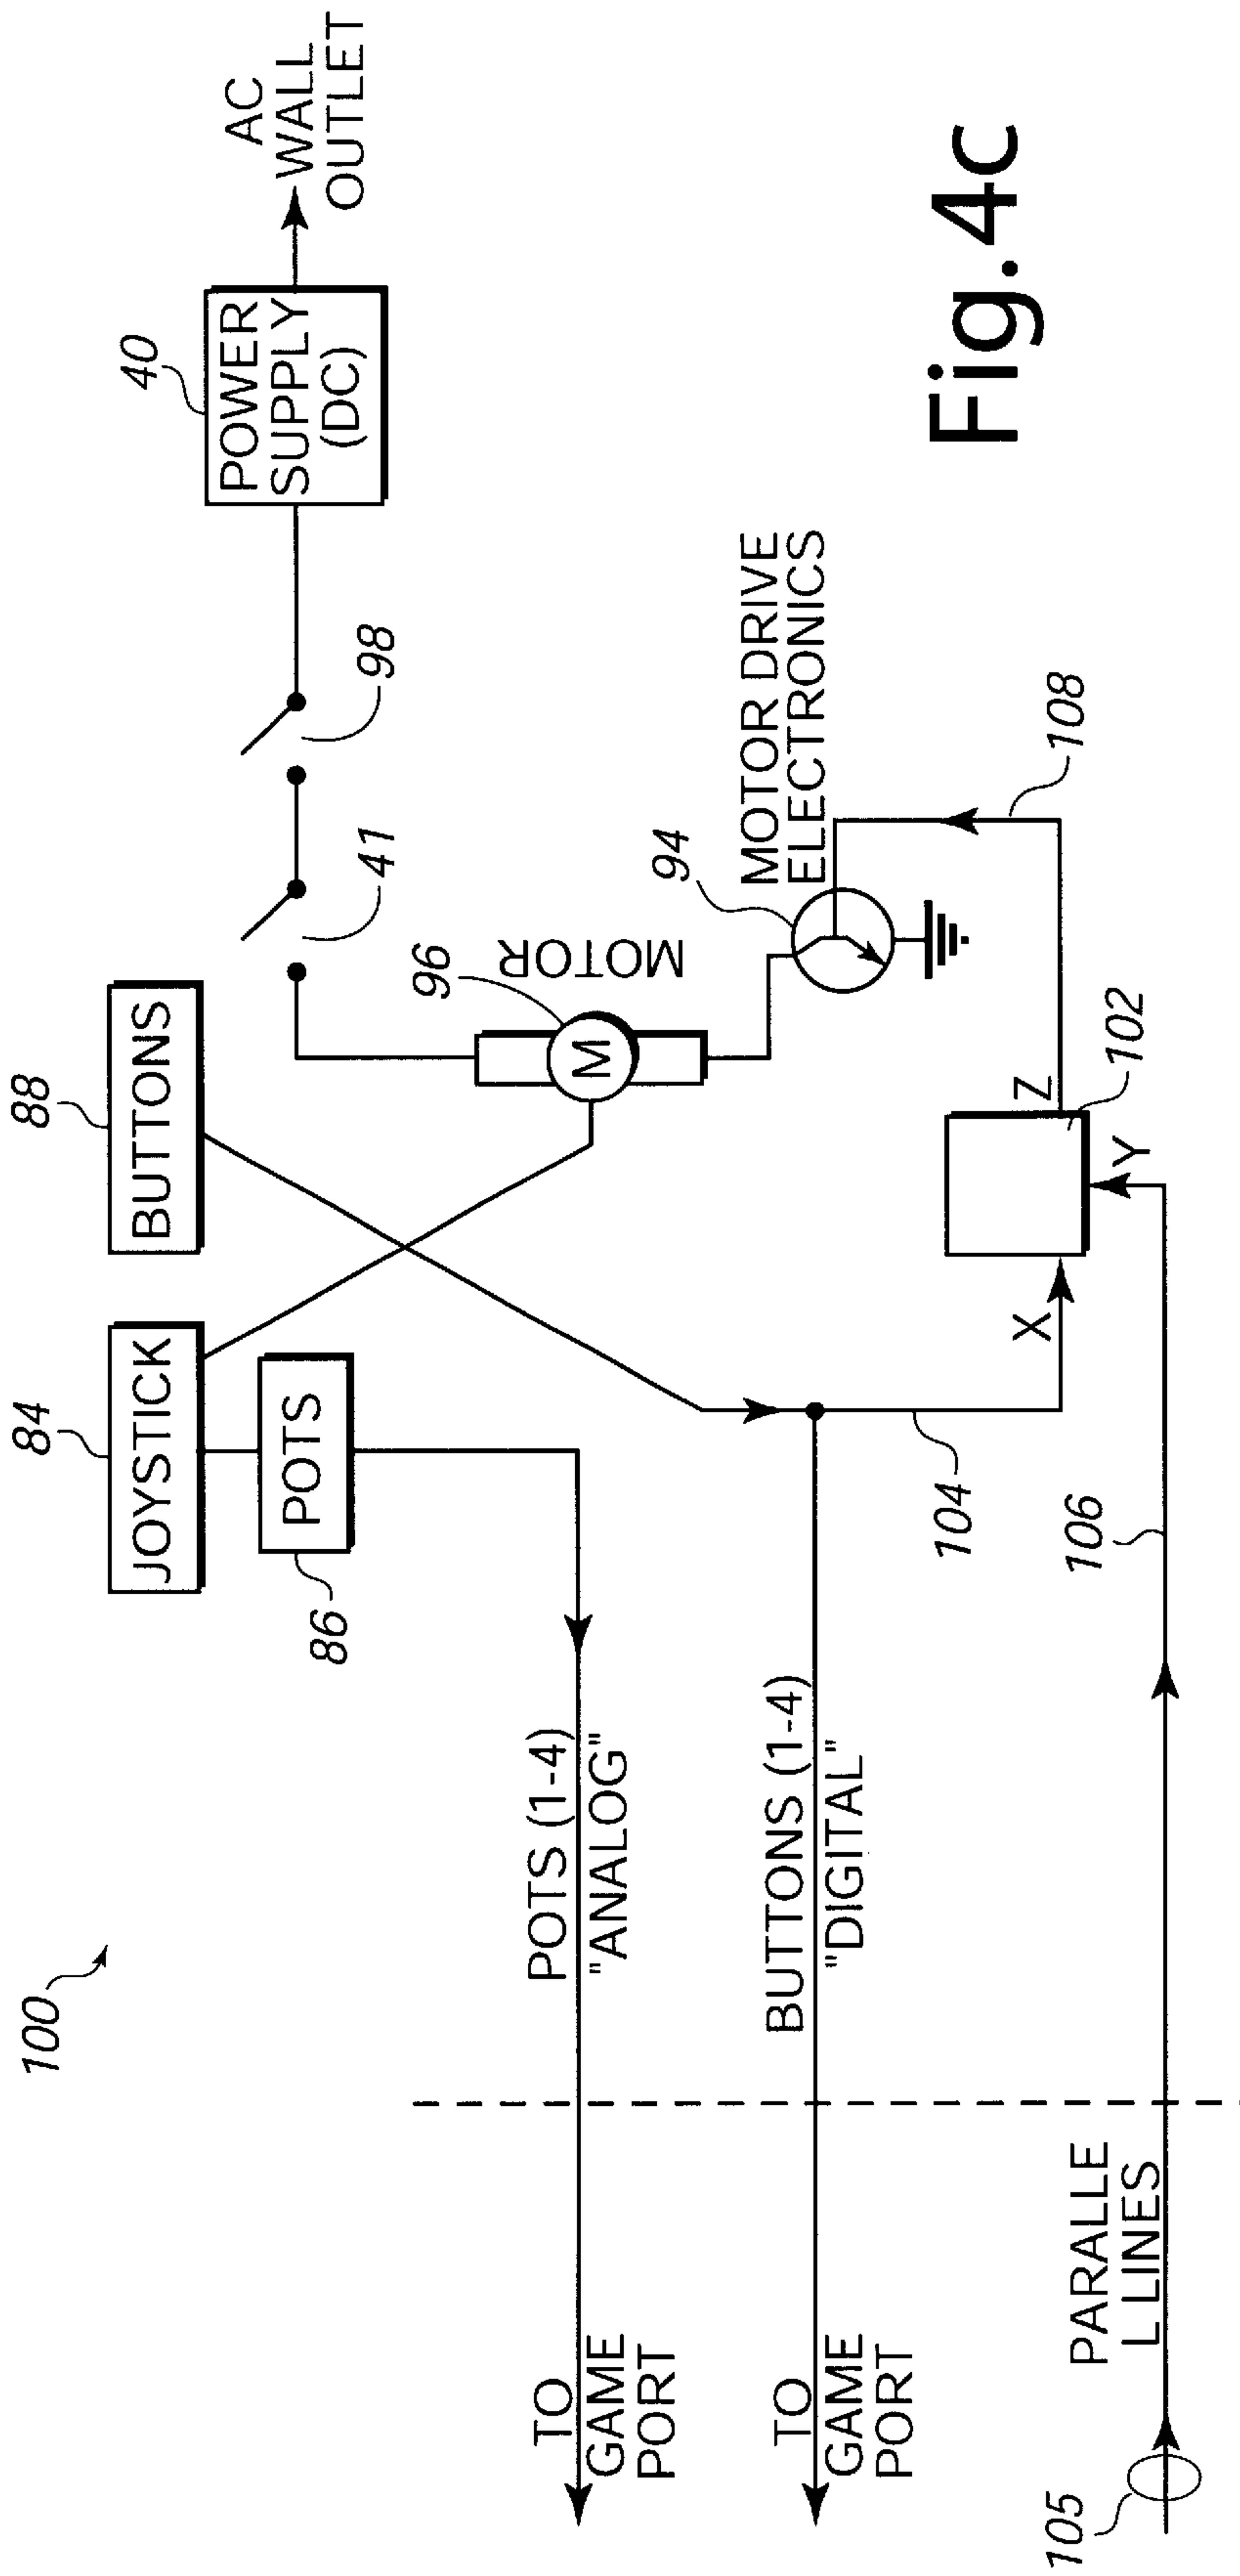 100
84
JOYSTICK
88
BUTTONS
86
POTS
40
POWER
SUPPLY
(DC)
AC
WALL
OUTLET
98
41
96
M
MOTOR
94
MOTOR DRIVE
ELECTRONICS
TO
GAME
PORT
POTS (1-4)
"ANALOG"
TO
GAME
PORT
BUTTONS (1-4)
"DIGITAL"
104
X
Y
Z
102
108
105
PARALLE
L LINES
106
Fig. 4c